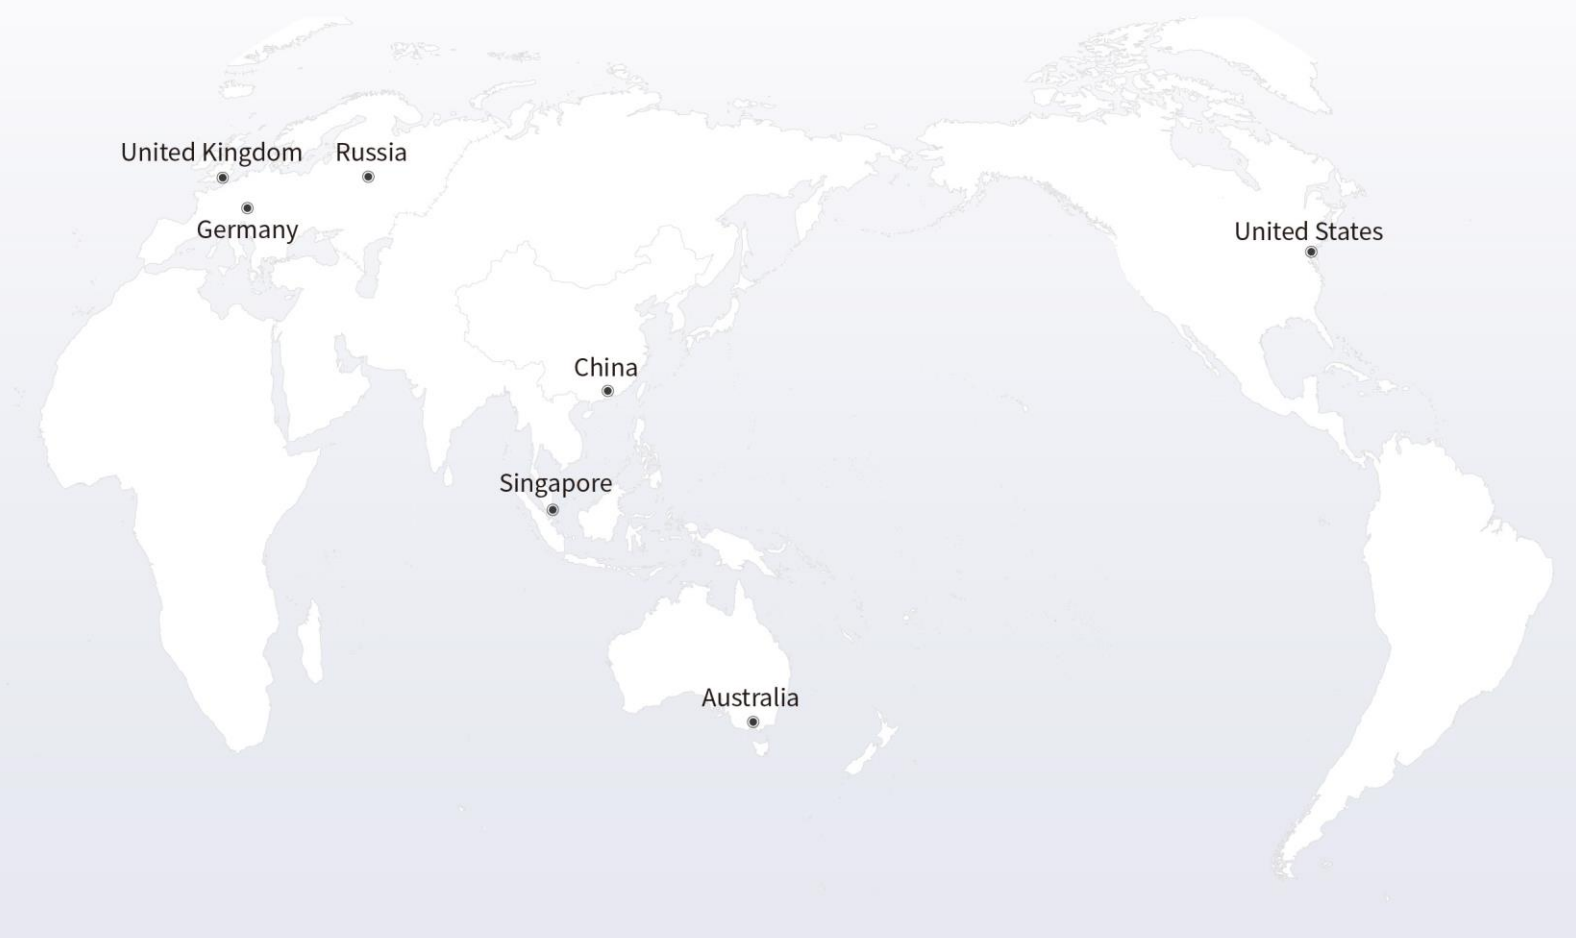 United Kingdom
Russia
Germany
United States
China
Singapore
Australia